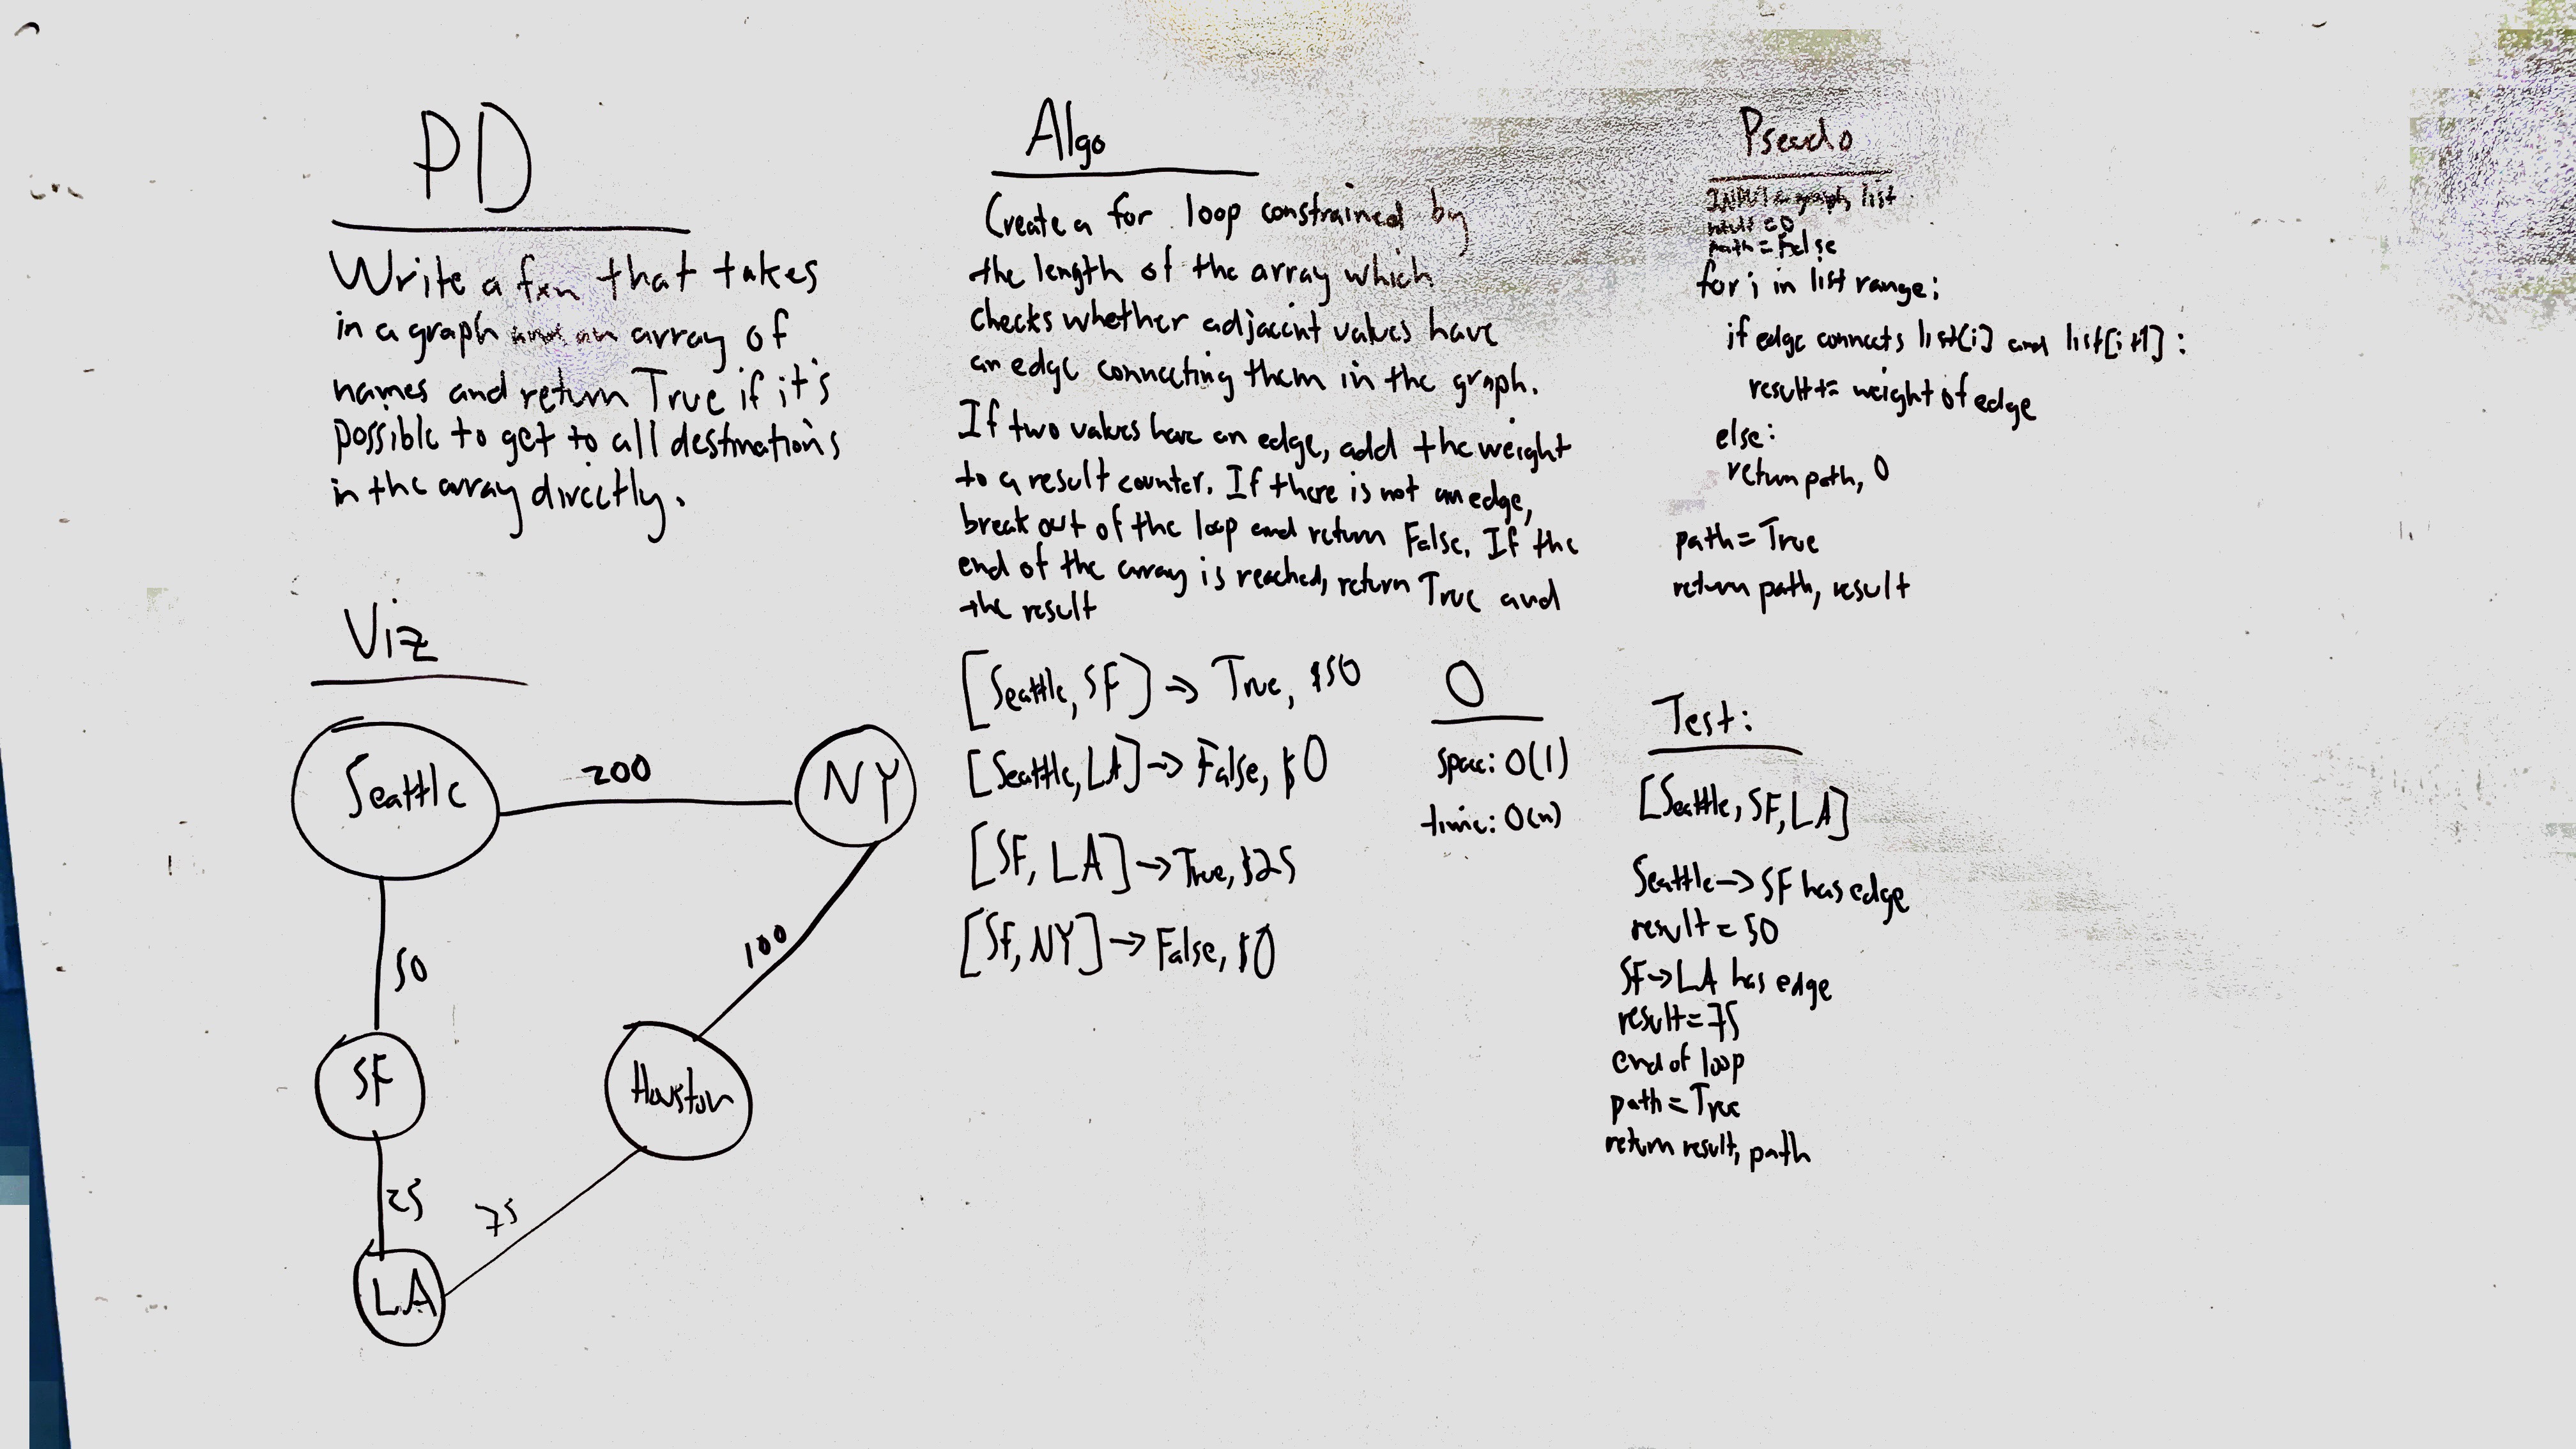 PD
Write a fxn that takes
in a graph and an array of
names and return True if it's
possible to get to all destinations
in the array directly.
Viz
Seattle
200
NY
50
100
SF
Houston
25
75
LA
Algo
Create a for loop constrained by
the length of the array which
checks whether adjacent values have
an edge connecting them in the graph.
If two values have an edge, add the weight
to a result counter. If there is not an edge,
break out of the loop and return False. If the
end of the array is reached, return True and
the result
[Seattle, SF] -> True, $50
[Seattle, LA] -> False, $0
[SF, LA] -> True, $25
[SF, NY] -> False, $0
O
space: O(1)
time: O(n)
Pseudo
graph, list
result = 0
path = False
for i in list range:
if edge connects list[i] and list[i+1]:
result += weight of edge
else:
return path, 0
path = True
return path, result
Test:
[Seattle, SF, LA]
Seattle -> SF has edge
result = 50
SF -> LA has edge
result = 75
end of loop
path = True
return result, path